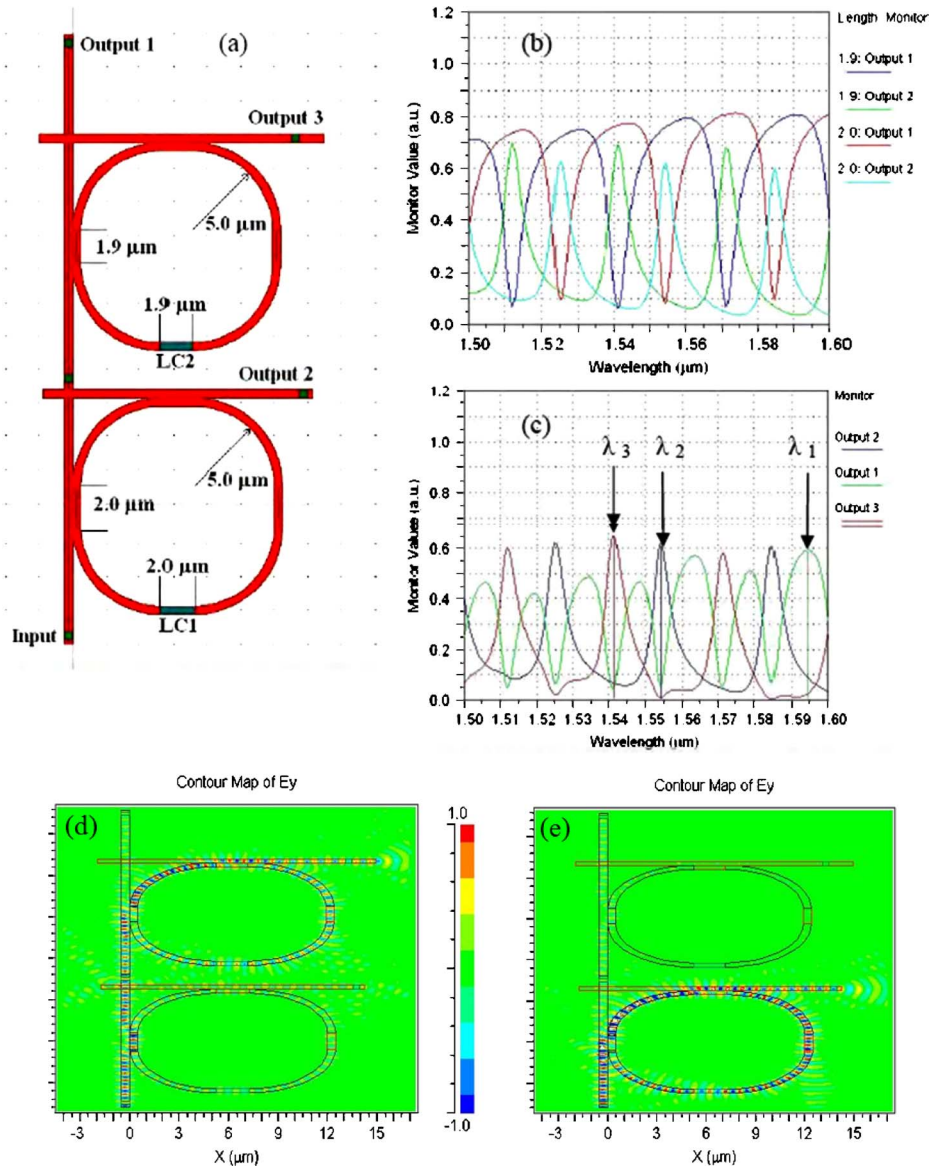 (a)
Output 1
Output 3
5.0 µm
1.9 µm
1.9 µm
LC2
Output 2
5.0 µm
2.0 µm
2.0 µm
LC1
Input
(b)
1.2
1.0
0.8
0.6
0.4
0.2
0.0
Monitor Value (a.u.)
1.50 1.52 1.54 1.56 1.58 1.60
Wavelength (µm)
Length Monitor
1.9: Output 1
1.9: Output 2
2.0: Output 1
2.0: Output 2
(c)
1.2
1.0
0.8
0.6
0.4
0.2
0.0
Monitor Values (a.u.)
λ 3 λ 2 λ 1
1.50 1.51 1.53 1.54 1.55 1.56 1.58 1.59 1.60
Wavelength (µm)
Monitor
Output 2
Output 1
Output 3
Contour Map of Ey
(d)
-3 0 3 6 9 12 15
X (µm)
1.0
-1.0
Contour Map of Ey
(e)
-3 0 3 6 9 12 15
X (µm)